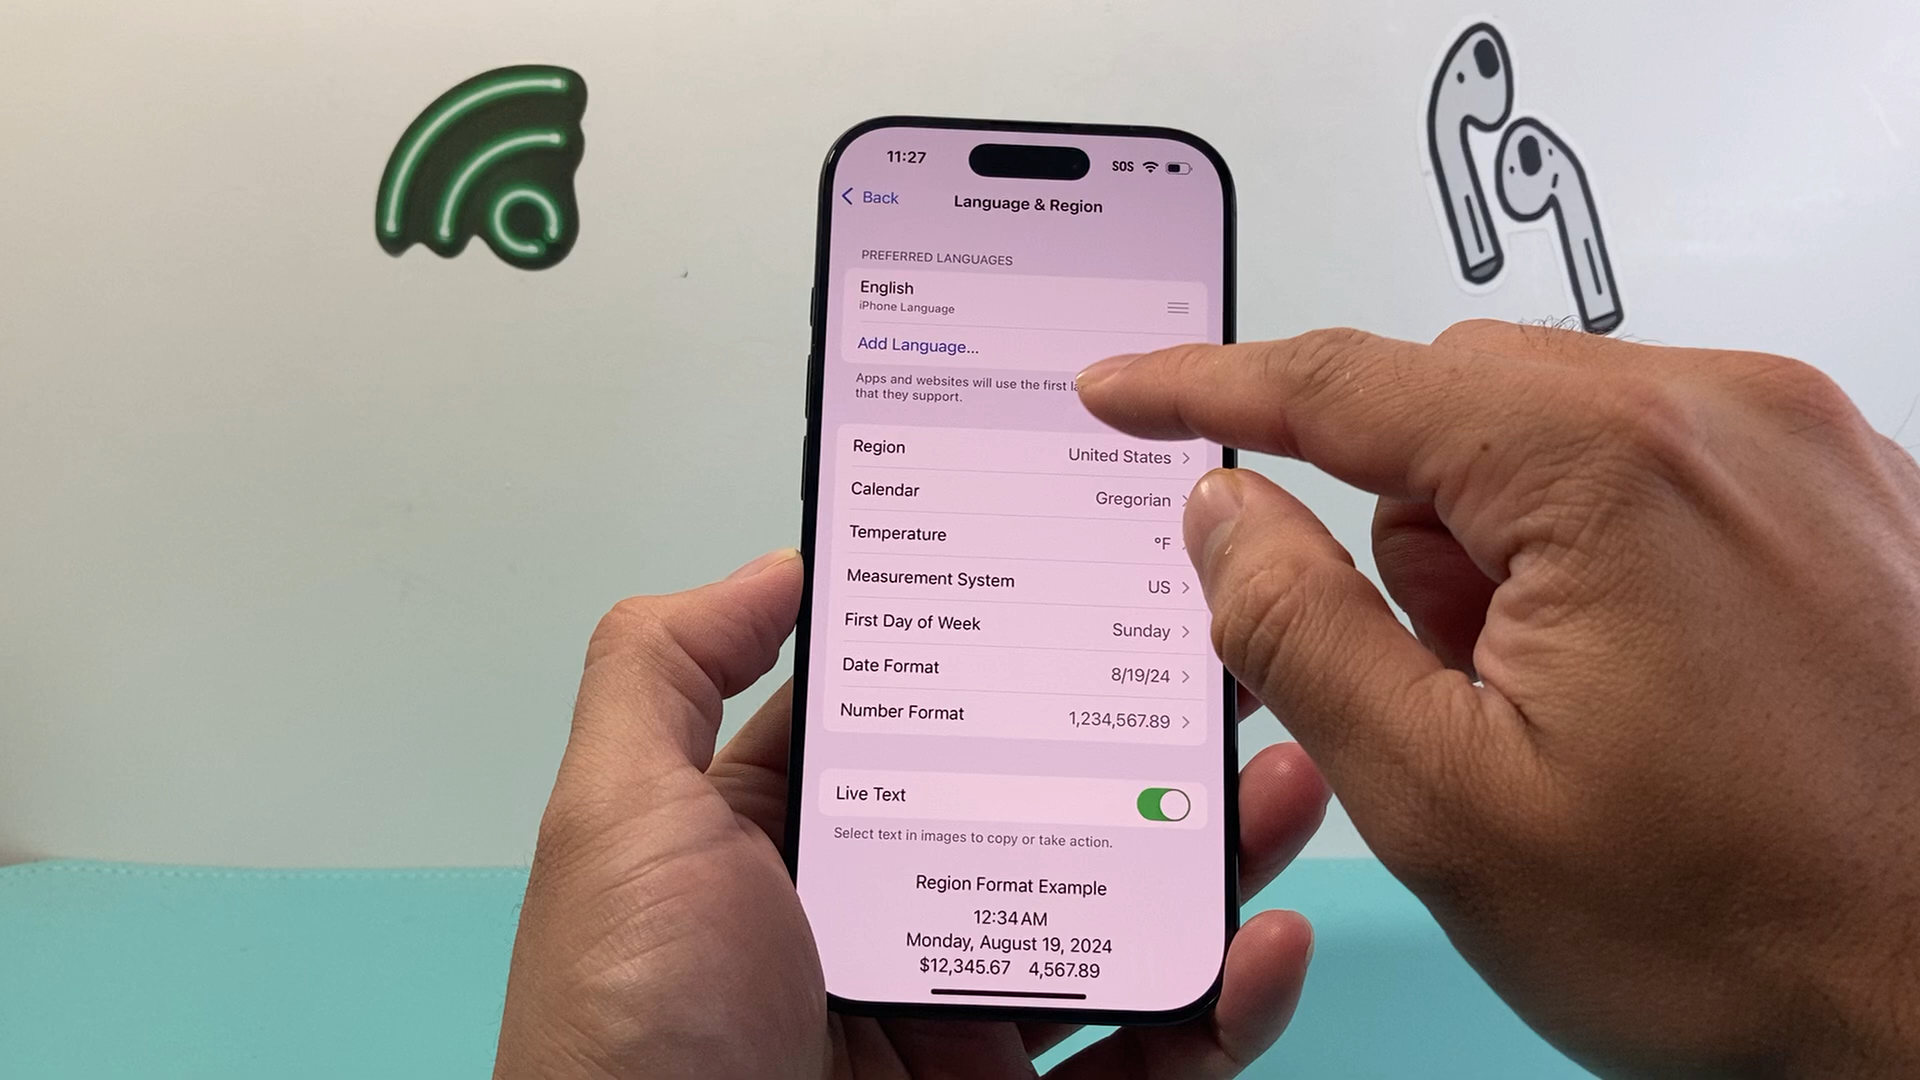 11:27
SOS
Back
Language & Region
PREFERRED LANGUAGES
English
iPhone Language
Add Language...
Apps and websites will use the first
that they support.
Region United States
Calendar Gregorian
Temperature °F
Measurement System US
First Day of Week Sunday
Date Format 8/19/24
Number Format 1,234,567.89
Live Text
Select text in images to copy or take action.
Region Format Example
12:34 AM
Monday, August 19, 2024
$12,345.67 4,567.89